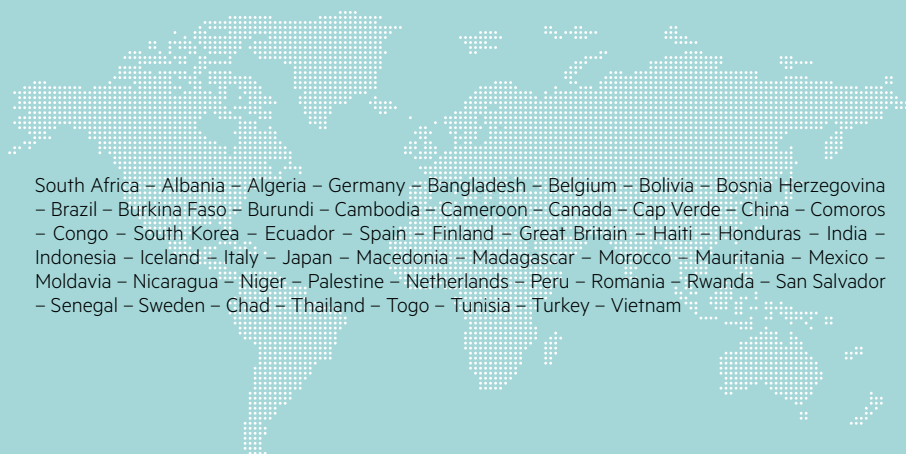 South Africa – Albania – Algeria – Germany – Bangladesh – Belgium – Bolivia – Bosnia Herzegovina
– Brazil – Burkina Faso – Burundi – Cambodia – Cameroon – Canada – Cap Verde – China – Comoros
– Congo – South Korea – Ecuador – Spain – Finland – Great Britain – Haiti – Honduras – India –
Indonesia – Iceland – Italy – Japan – Macedonia – Madagascar – Morocco – Mauritania – Mexico –
Moldavia – Nicaragua – Niger – Palestine – Netherlands – Peru – Romania – Rwanda – San Salvador
– Senegal – Sweden – Chad – Thailand – Togo – Tunisia – Turkey – Vietnam